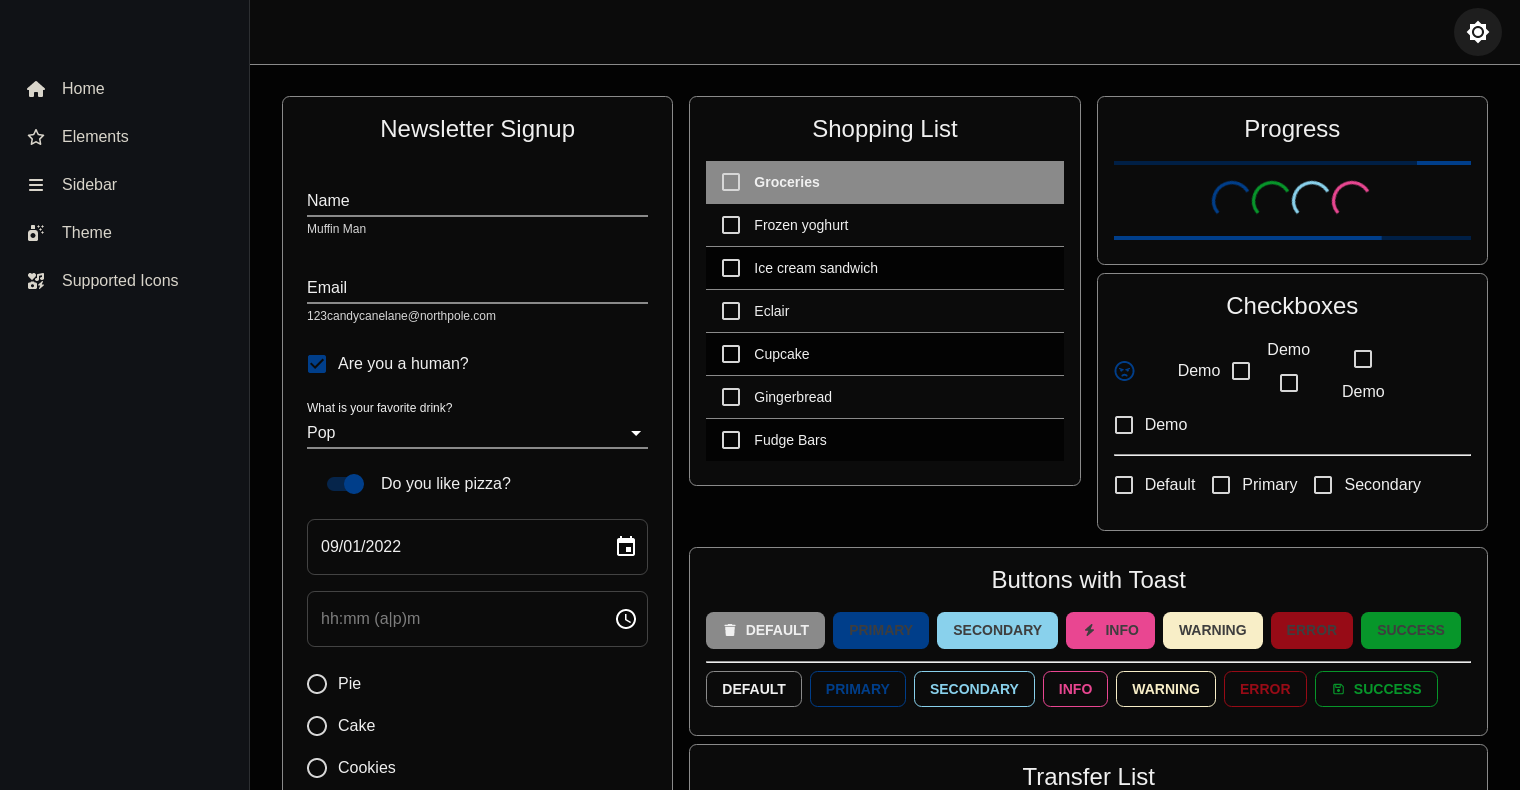 Home
Elements
Sidebar
Theme
Supported Icons
Newsletter Signup
Name
Muffin Man
Email
123candycanelane@northpole.com
Are you a human?
What is your favorite drink?
Pop
Do you like pizza?
09/01/2022
hh:mm (a|p)m
Pie
Cake
Cookies
Shopping List
Groceries
Frozen yoghurt
Ice cream sandwich
Eclair
Cupcake
Gingerbread
Fudge Bars
Progress
Checkboxes
Demo
Demo
Demo
Demo
Default Primary Secondary
Buttons with Toast
DEFAULT PRIMARY SECONDARY INFO WARNING ERROR SUCCESS
DEFAULT PRIMARY SECONDARY INFO WARNING ERROR SUCCESS
Transfer List